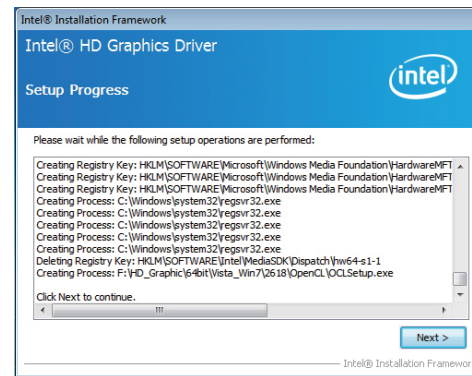 Intel® Installation Framework
Intel® HD Graphics Driver
intel
Setup Progress
Please wait while the following setup operations are performed:
Creating Registry Key: HKLM\SOFTWARE\Microsoft\Windows Media Foundation\HardwareMFT
Creating Registry Key: HKLM\SOFTWARE\Microsoft\Windows Media Foundation\HardwareMFT
Creating Registry Key: HKLM\SOFTWARE\Microsoft\Windows Media Foundation\HardwareMFT
Creating Process: C:\Windows\system32\regsvr32.exe
Creating Process: C:\Windows\system32\regsvr32.exe
Creating Process: C:\Windows\system32\regsvr32.exe
Creating Process: C:\Windows\system32\regsvr32.exe
Deleting Registry Key: HKLM\SOFTWARE\Intel\MediaSDK\Dispatch\hw64-s1-1
Creating Process: F:\HD_Graphic\64bit\Vista_Win7\2618\OpenCL\OCLSetup.exe
Click Next to continue.
Next >
Intel® Installation Framewor